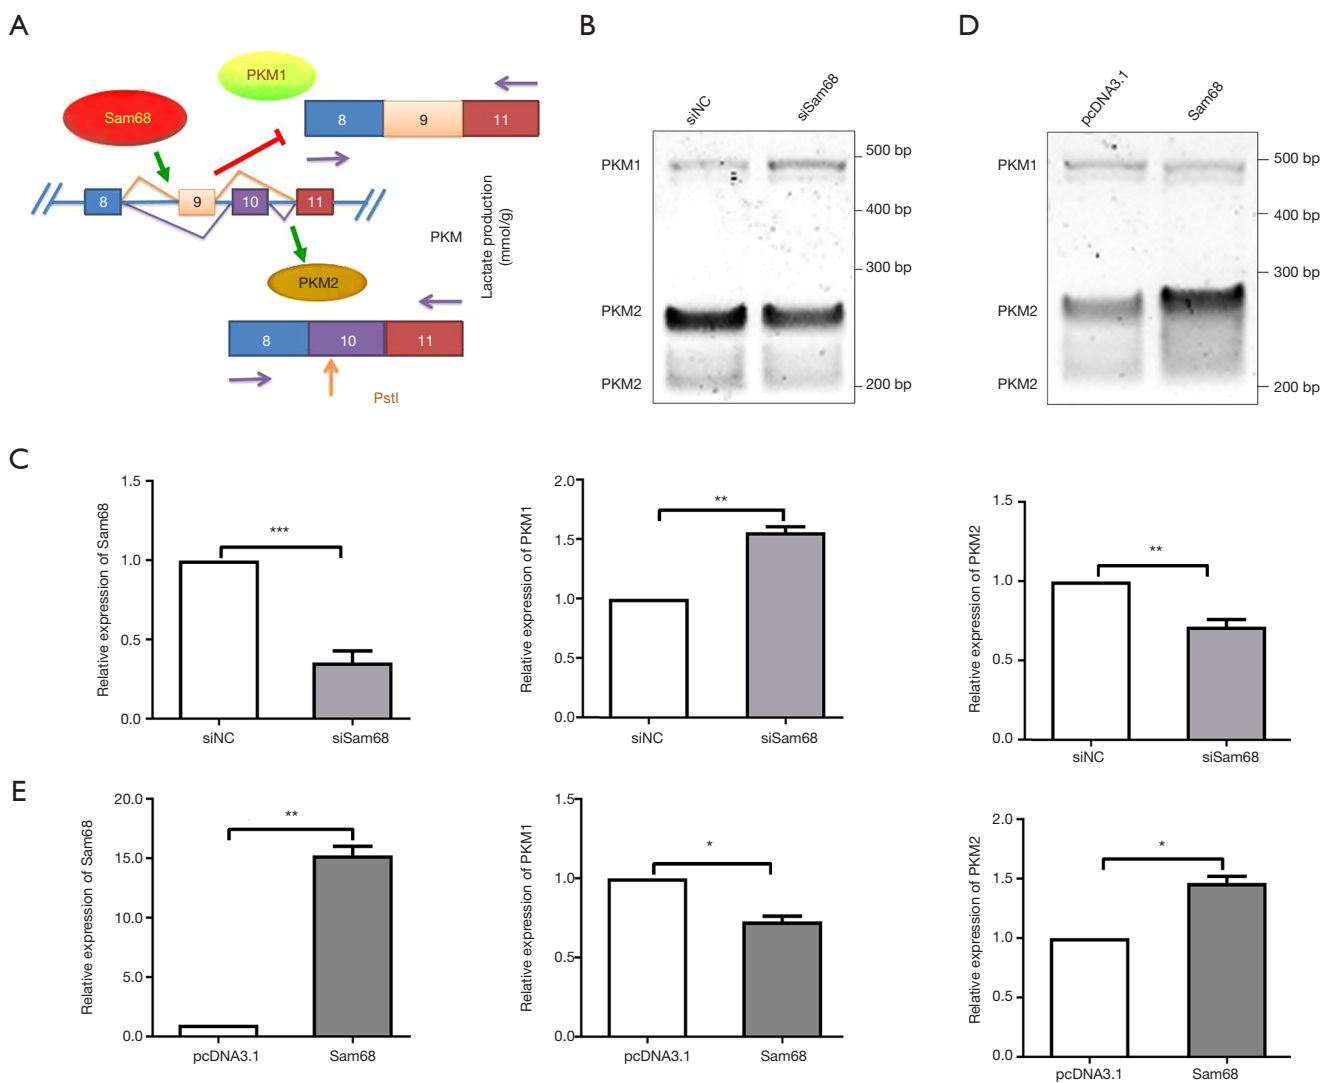 A
PKM1
Sam68
8 9 11
8 9 10 11
PKM
Lactate production
(mmol/g)
PKM2
8 10 11
PstI
B
siNC
siSam68
PKM1
500 bp
400 bp
300 bp
PKM2
PKM2
200 bp
D
pcDNA3.1
Sam68
PKM1
500 bp
400 bp
300 bp
PKM2
PKM2
200 bp
C
Relative expression of Sam68
1.5
1.0
0.5
0.0
***
siNC
siSam68
Relative expression of PKM1
2.0
1.5
1.0
0.5
0.0
**
siNC
siSam68
Relative expression of PKM2
1.5
1.0
0.5
0.0
**
siNC
siSam68
E
Relative expression of Sam68
20.0
15.0
10.0
5.0
0.0
**
pcDNA3.1
Sam68
Relative expression of PKM1
1.5
1.0
0.5
0.0
*
pcDNA3.1
Sam68
Relative expression of PKM2
2.0
1.5
1.0
0.5
0.0
*
pcDNA3.1
Sam68